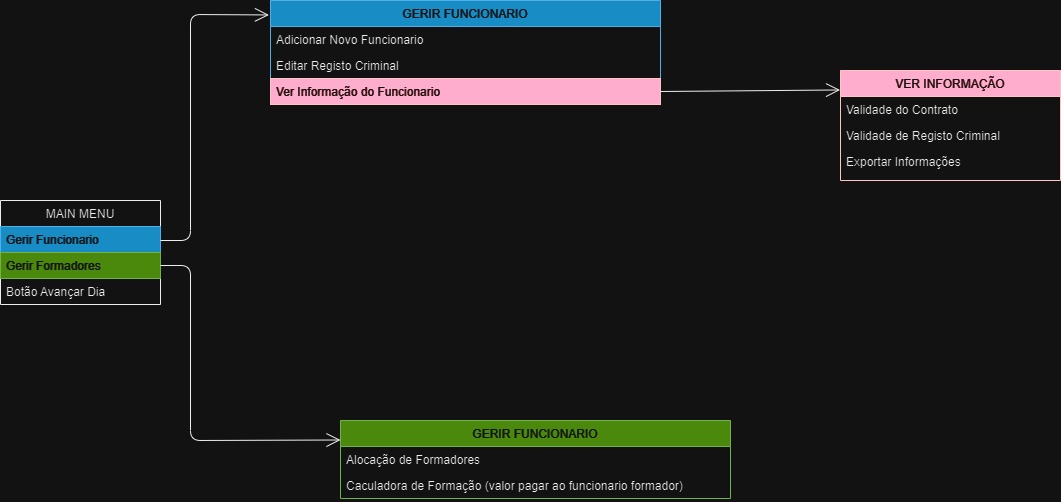 GERIR FUNCIONARIO
Adicionar Novo Funcionario
Editar Registo Criminal
Ver Informação do Funcionario
VER INFORMAÇÃO
Validade do Contrato
Validade de Registo Criminal
Exportar Informações
MAIN MENU
Gerir Funcionario
Gerir Formadores
Botão Avançar Dia
GERIR FUNCIONARIO
Alocação de Formadores
Caculadora de Formação (valor pagar ao funcionario formador)